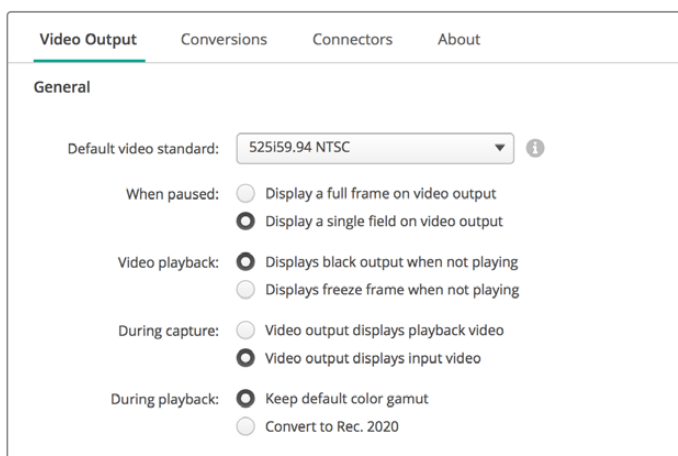 Video Output Conversions Connectors About
General
Default video standard: 525i59.94 NTSC
When paused: Display a full frame on video output
Display a single field on video output
Video playback: Displays black output when not playing
Displays freeze frame when not playing
During capture: Video output displays playback video
Video output displays input video
During playback: Keep default color gamut
Convert to Rec. 2020